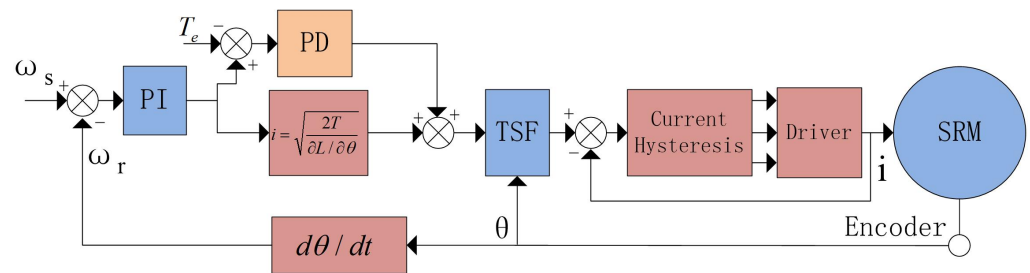 T_e
−
PD
+
ω_s
+
PI
−
ω_r
i = √(2T / (∂L/∂θ))
+
+
TSF
+
−
Current
Hysteresis
Driver
i
SRM
Encoder
θ
dθ / dt